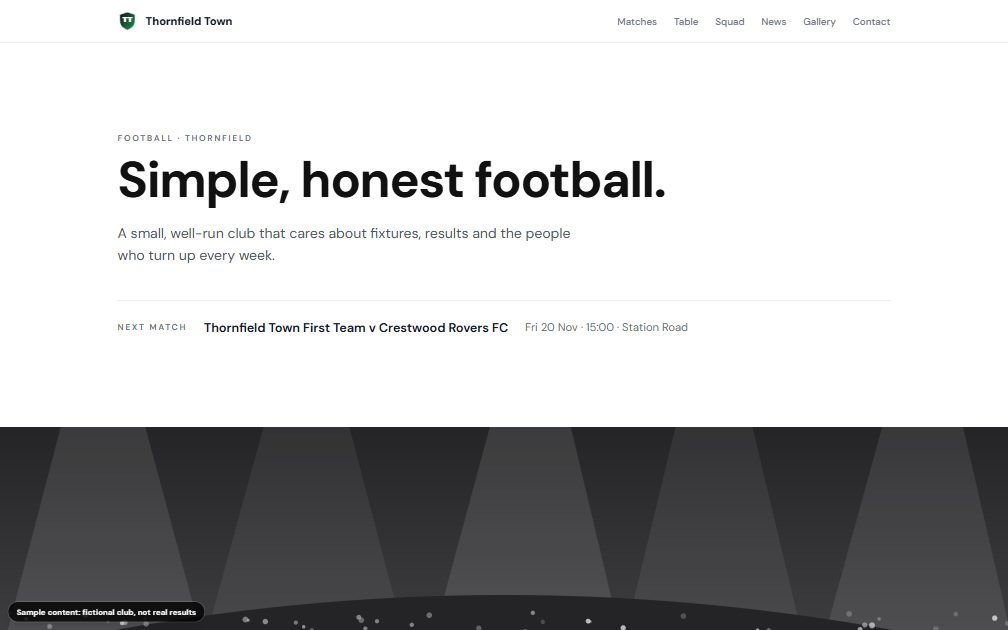 TT
Thornfield Town
Matches Table Squad News Gallery Contact
FOOTBALL · THORNFIELD
Simple, honest football.
A small, well-run club that cares about fixtures, results and the people
who turn up every week.
NEXT MATCH Thornfield Town First Team v Crestwood Rovers FC Fri 20 Nov · 15:00 · Station Road
Sample content: fictional club, not real results